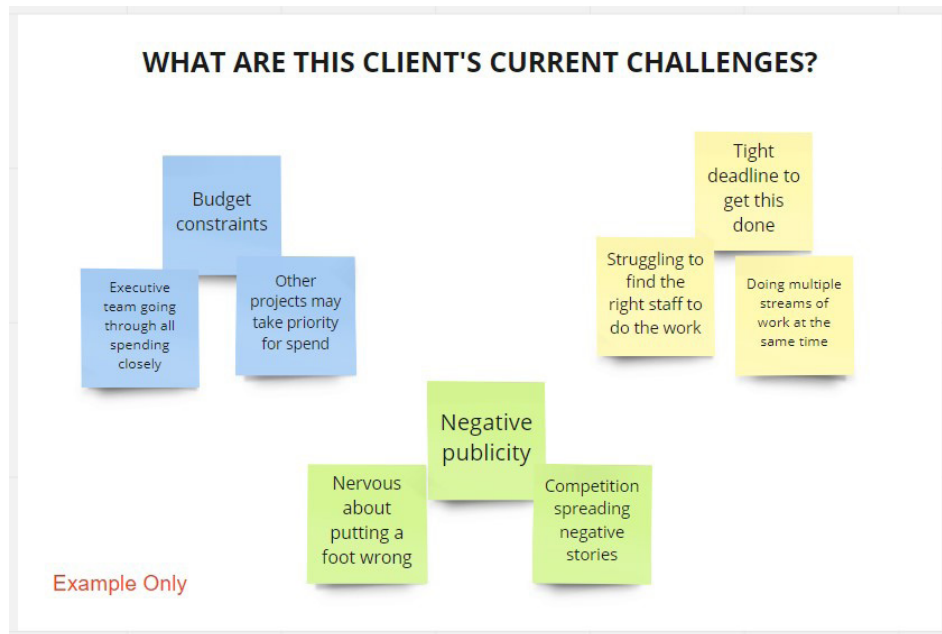 WHAT ARE THIS CLIENT'S CURRENT CHALLENGES?
Budget
constraints
Executive
team going
through all
spending
closely
Other
projects may
take priority
for spend
Tight
deadline to
get this
done
Struggling to
find the
right staff to
do the work
Doing multiple
streams of
work at the
same time
Negative
publicity
Nervous
about
putting a
foot wrong
Competition
spreading
negative
stories
Example Only